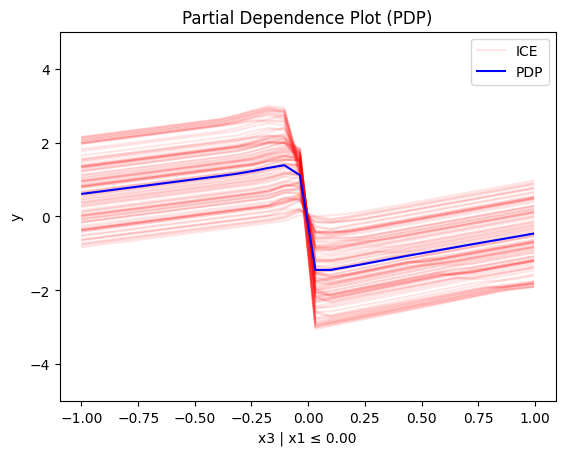 Partial Dependence Plot (PDP)
ICE
PDP
4
2
0
−2
−4
y
−1.00 −0.75 −0.50 −0.25 0.00 0.25 0.50 0.75 1.00
x3 | x1 ≤ 0.00